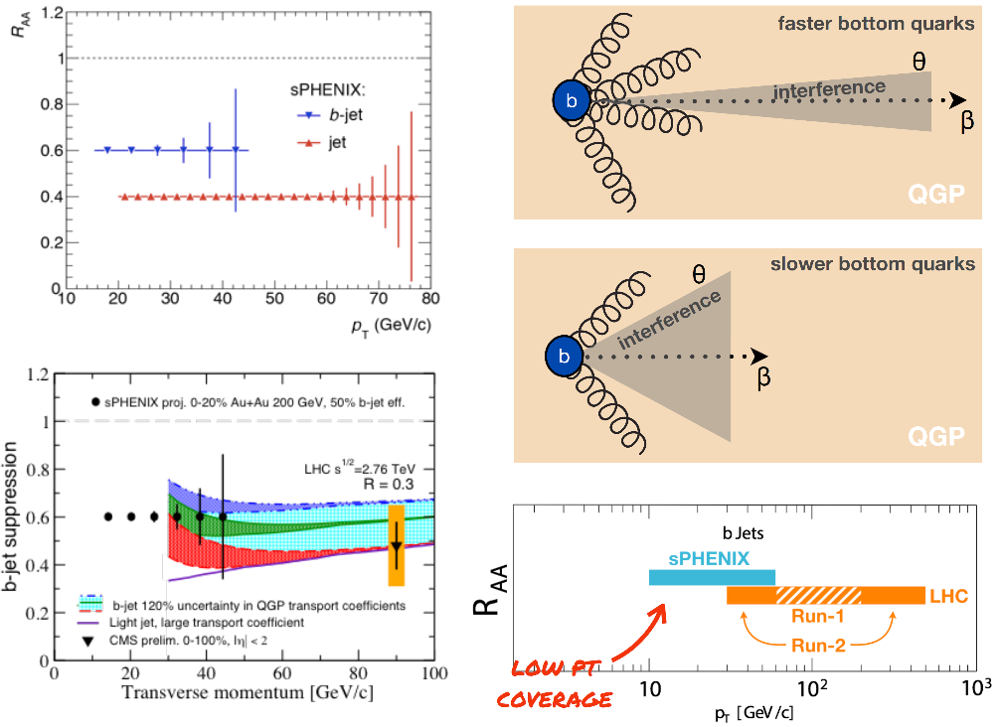 R_AA
1.2
1
0.8
0.6
0.4
0.2
0
sPHENIX:
b-jet
jet
10 20 30 40 50 60 70 80
p_T (GeV/c)
faster bottom quarks
θ
b
interference
β
QGP
slower bottom quarks
θ
interference
b
β
QGP
b-jet suppression
1.2
1
0.8
0.6
0.4
0.2
0
sPHENIX proj. 0-20% Au+Au 200 GeV, 50% b-jet eff.
LHC s^1/2=2.76 TeV
R = 0.3
b-jet 120% uncertainty in QGP transport coefficients
Light jet, large transport coefficient
CMS prelim. 0-100%, |η| < 2
0 20 40 60 80 100
Transverse momentum [GeV/c]
R_AA
b Jets
sPHENIX
LHC
Run-1
Run-2
LOW PT
COVERAGE
10 10² 10³
p_T [GeV/c]